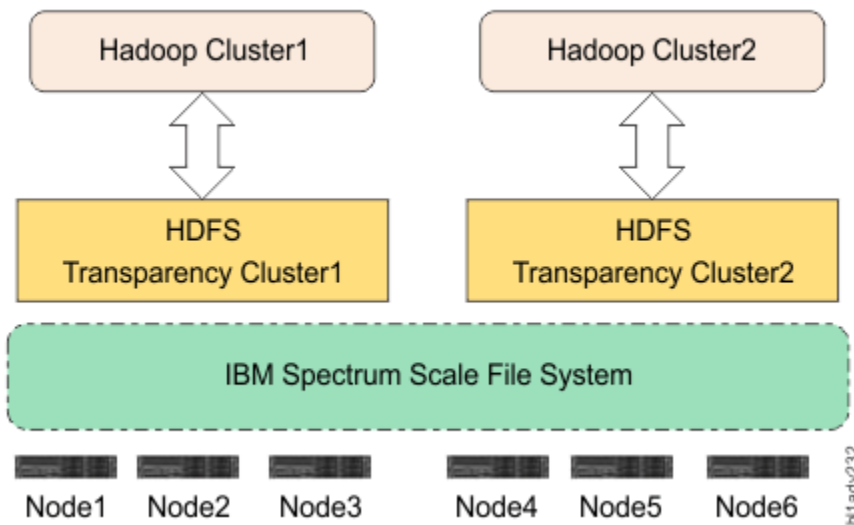 Hadoop Cluster1
Hadoop Cluster2
HDFS
Transparency Cluster1
HDFS
Transparency Cluster2
IBM Spectrum Scale File System
Node1
Node2
Node3
Node4
Node5
Node6